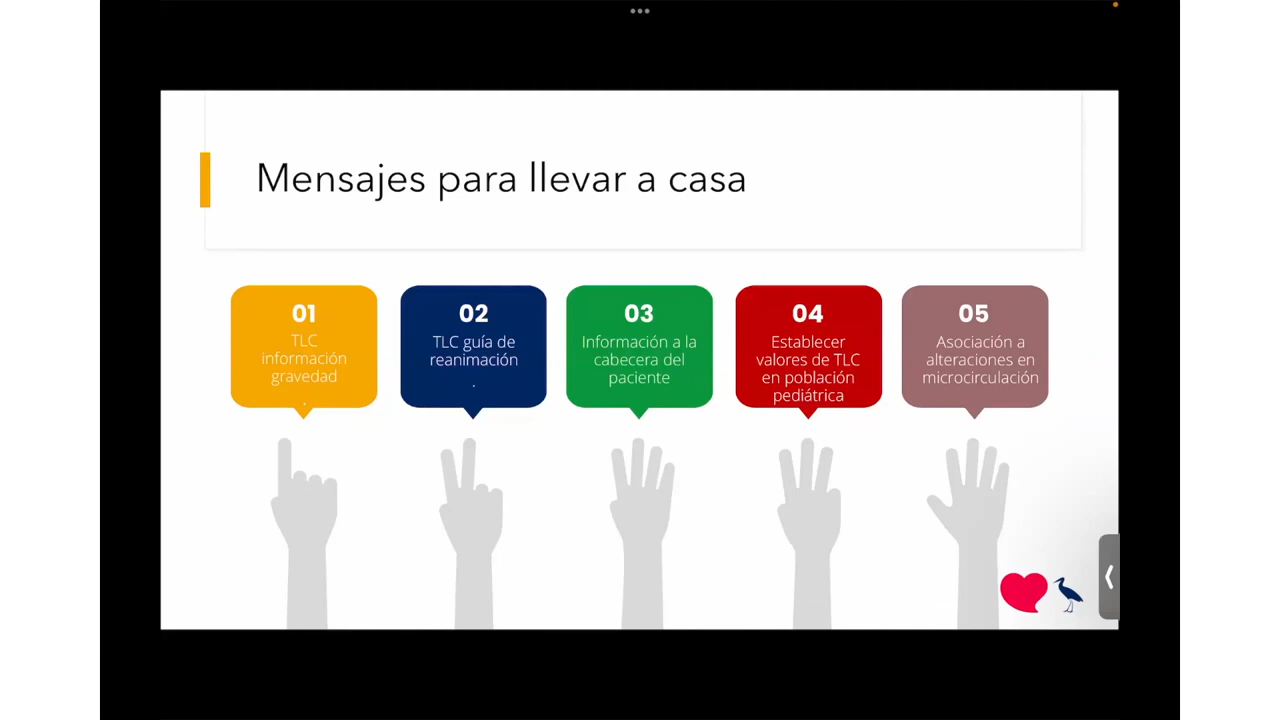 Mensajes para llevar a casa
01
TLC
información
gravedad
.
02
TLC guía de
reanimación
.
03
Información a la
cabecera del
paciente
04
Establecer
valores de TLC
en población
pediátrica
05
Asociación a
alteraciones en
microcirculación